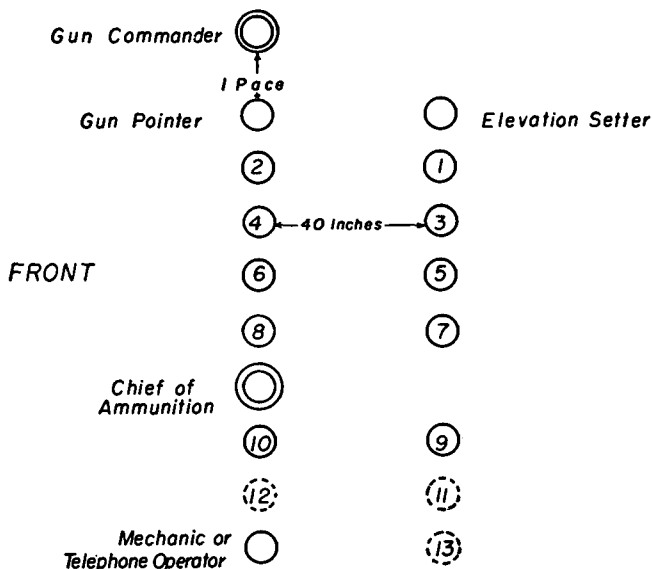 Gun Commander
1 Pace
Gun Pointer
Elevation Setter
2
1
4
40 Inches
3
FRONT
6
5
8
7
Chief of
Ammunition
10
9
12
11
Mechanic or
Telephone Operator
13